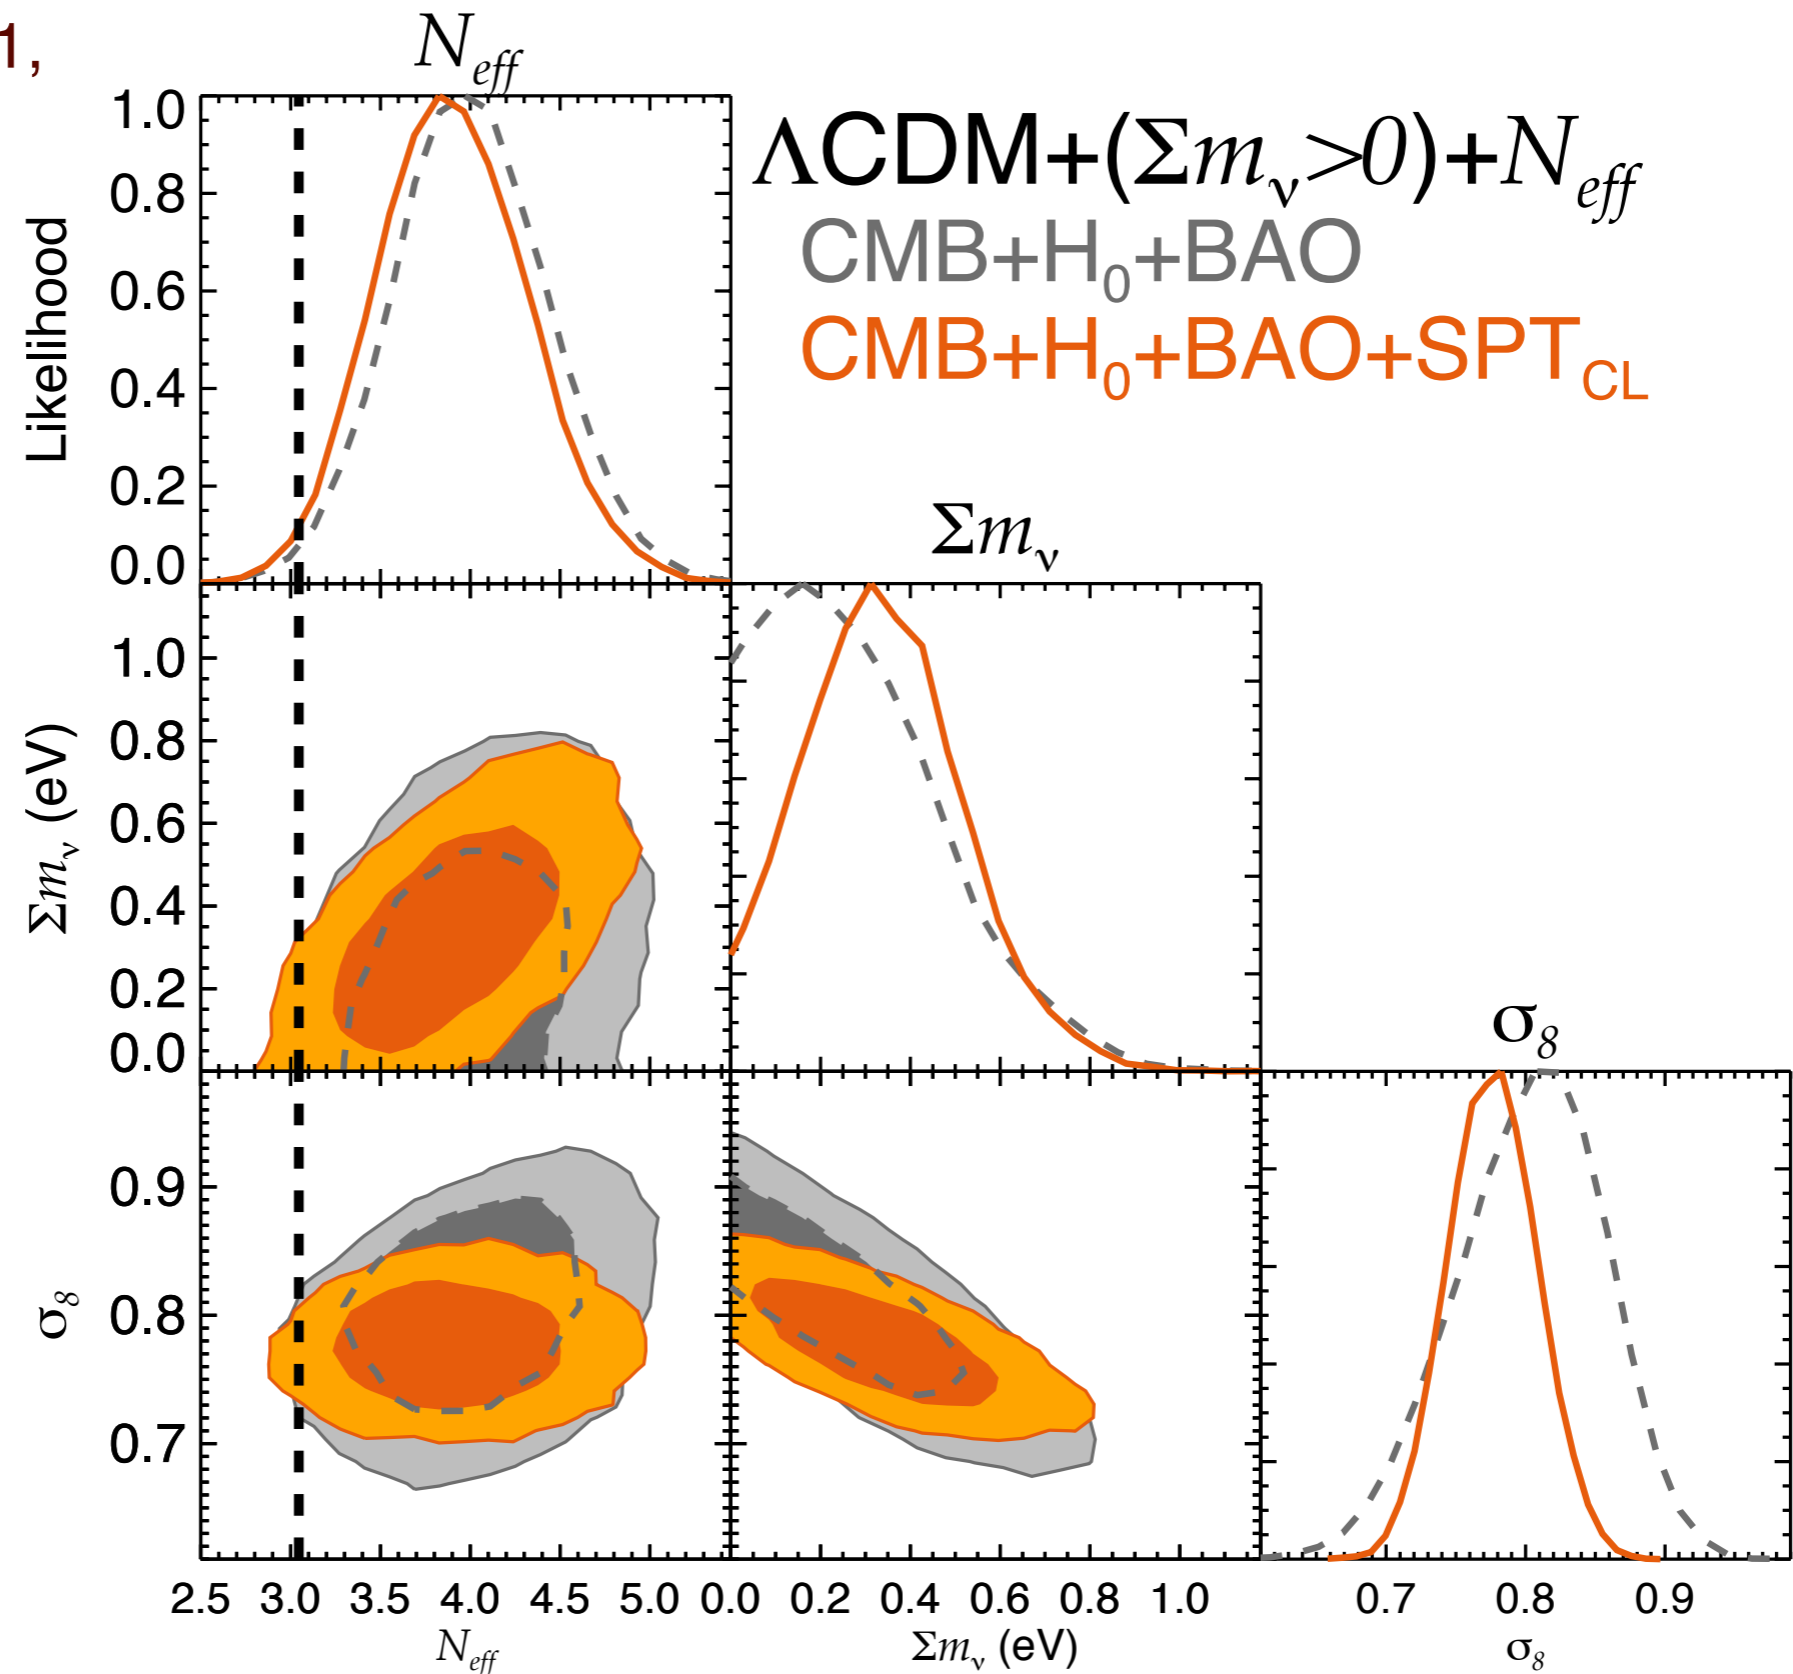 1,
N_eff
ΛCDM+(Σm_ν>0)+N_eff
CMB+H_0+BAO
CMB+H_0+BAO+SPT_CL
Likelihood
1.0
0.8
0.6
0.4
0.2
0.0
Σm_ν
Σm_ν (eV)
1.0
0.8
0.6
0.4
0.2
0.0
σ_8
σ_8
0.9
0.8
0.7
2.5 3.0 3.5 4.0 4.5 5.0 0.0 0.2 0.4 0.6 0.8 1.0 0.7 0.8 0.9
N_eff Σm_ν (eV) σ_8